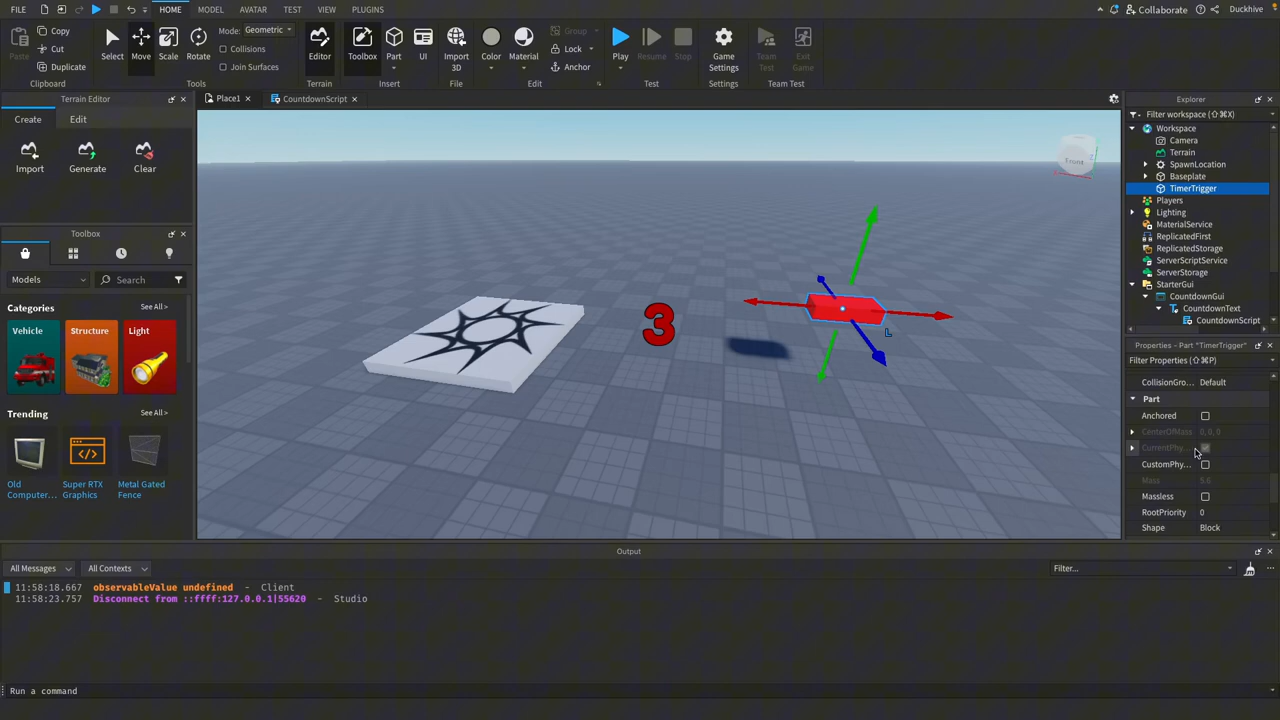 FILE EDIT HOME MODEL AVATAR TEST VIEW PLUGINS Collaborate Duckhive
Paste Copy Cut Duplicate Clipboard
Select Move Scale Rotate Mode: Geometric Collisions Join Surfaces Tools
Editor Terrain
Toolbox Part UI Insert
Import 3D File
Color Material Group Lock Anchor Edit
Play Resume Stop Test
Game Settings Settings
Team Test Exit Game Team Test
Terrain Editor
Create Edit
Import Generate Clear
Toolbox
Models Search
Categories See All >
Vehicle Structure Light
Trending See All >
Old Computer... Super RTX Graphics Metal Gated Fence
Place1 CountdownScript
3
L
Explorer
Filter workspace (⇧⌘X)
Workspace
Camera
Terrain
SpawnLocation
Baseplate
TimerTrigger
Players
Lighting
MaterialService
ReplicatedFirst
ReplicatedStorage
ServerScriptService
ServerStorage
StarterGui
CountdownGui
CountdownText
CountdownScript
Properties - Part "TimerTrigger"
Filter Properties (⇧⌘P)
CollisionGro... Default
Part
Anchored
CenterOfMass 0, 0, 0
CurrentPhy...
CustomPhy...
Mass 5.6
Massless
RootPriority 0
Shape Block
Output
All Messages All Contexts Filter...
11:58:18.667 observableValue undefined - Client
11:58:23.757 Disconnect from ::ffff:127.0.0.1|55620 - Studio
Run a command